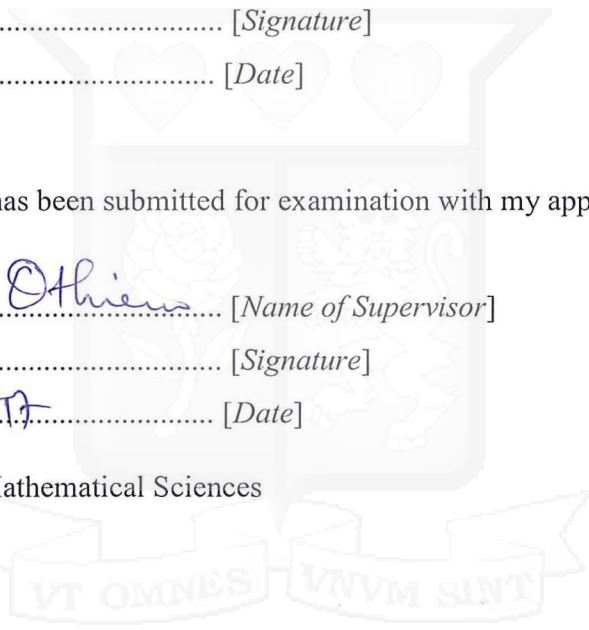 ............................... [Signature]
.............................. [Date]
has been submitted for examination with my app
Othieno [Name of Supervisor]
............................... [Signature]
.......................... [Date]
Mathematical Sciences
VT OMNES VNVM SINT